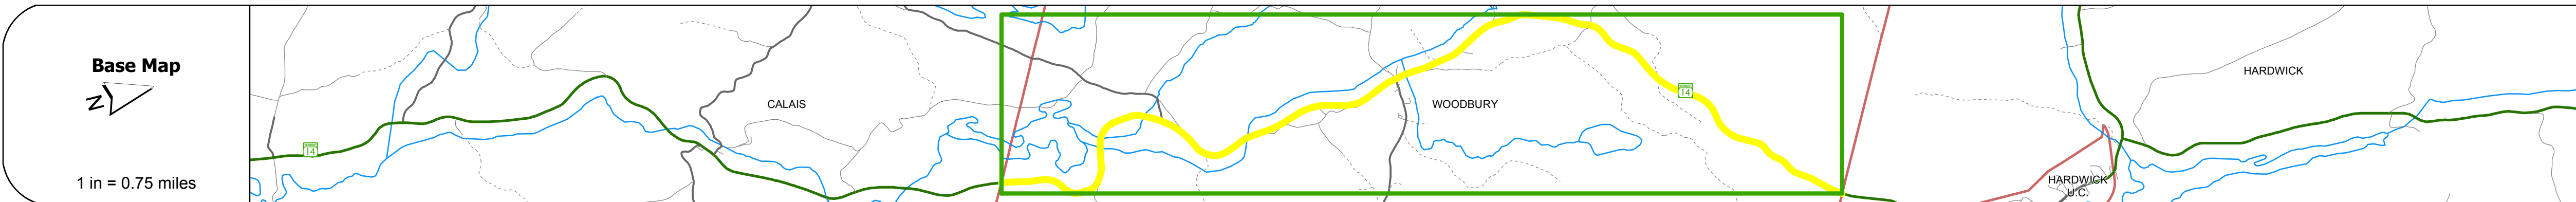 Base Map
N
1 in = 0.75 miles
14
CALAIS
WOODBURY
14
HARDWICK
HARDWICK
U.C.